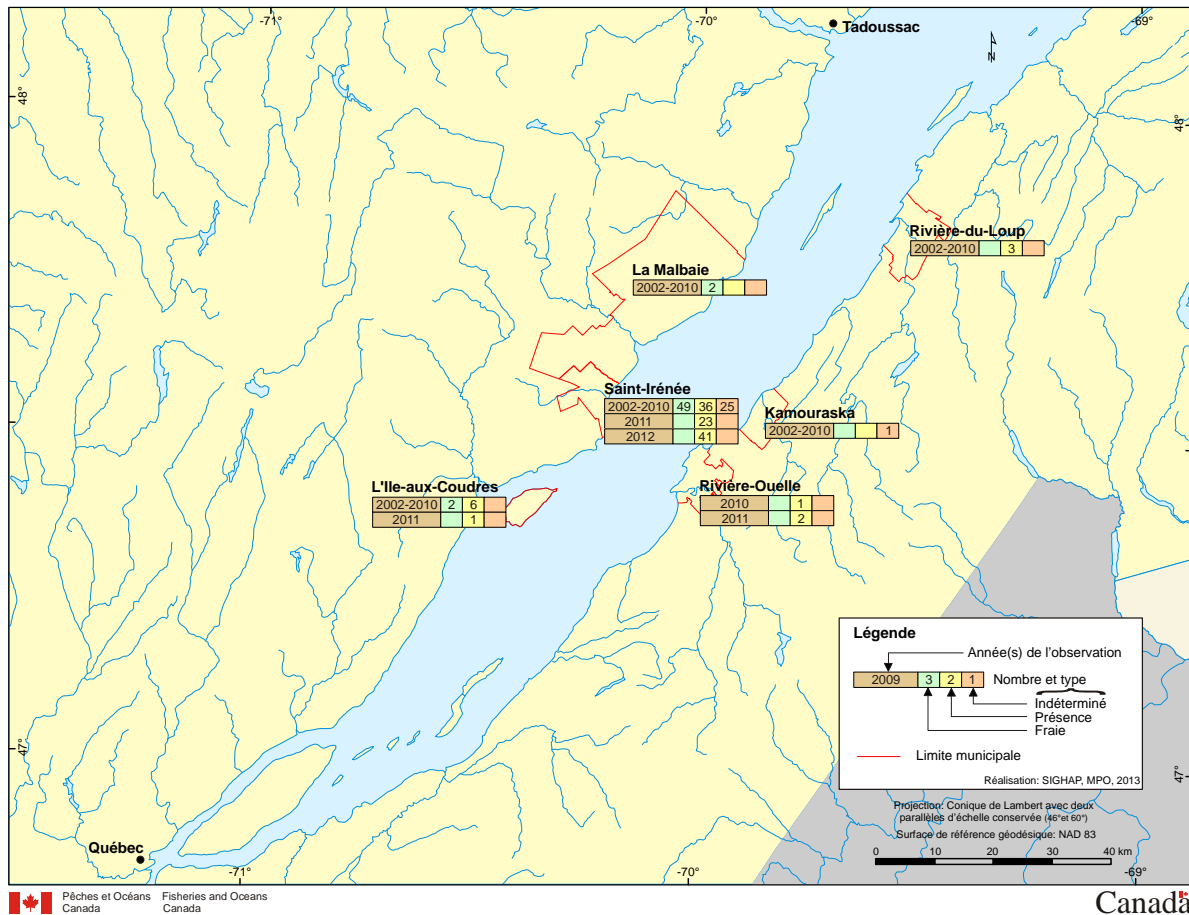 -71°
-70°
-69°
Tadoussac
48°
48°
Rivière-du-Loup
2002-2010 3
La Malbaie
2002-2010 2
Saint-Irénée
2002-2010 49 36 25
2011 23
2012 41
Kamouraska
2002-2010 1
L'Ile-aux-Coudres
2002-2010 2 6
2011 1
Rivière-Ouelle
2010 1
2011 2
Légende
Année(s) de l'observation
2009 3 2 1
Nombre et type
Indéterminé
Présence
Fraie
Limite municipale
Réalisation: SIGHAP, MPO, 2013
47°
47°
Projection: Conique de Lambert avec deux
parallèles d'échelle conservée (46°et 60°)
Surface de référence géodésique: NAD 83
0 10 20 30 40 km
Québec
-71°
-70°
-69°
Pêches et Océans
Canada
Fisheries and Oceans
Canada
Canada